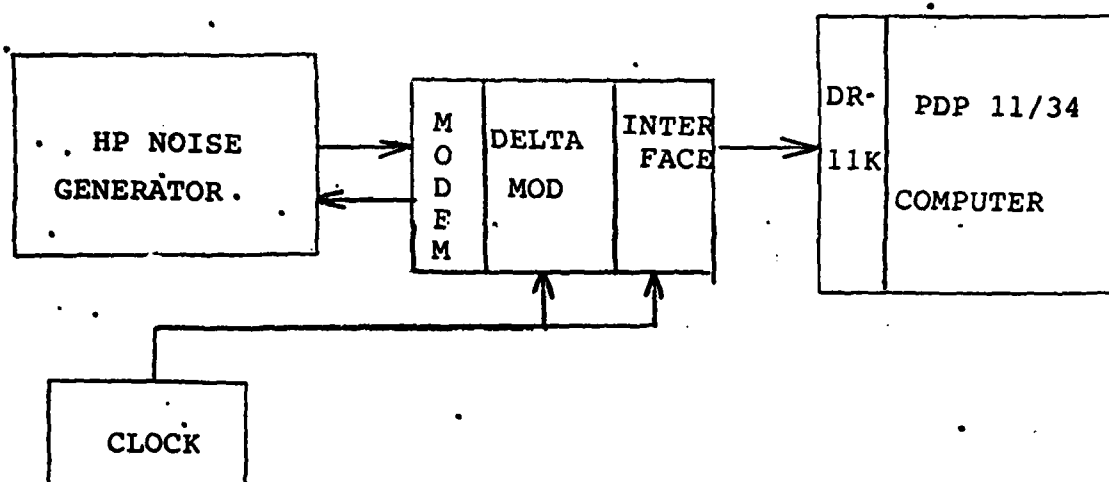 HP NOISE
GENERATOR
M
O
D
E
M
DELTA
MOD
INTER
FACE
DR-
11K
PDP 11/34
COMPUTER
CLOCK